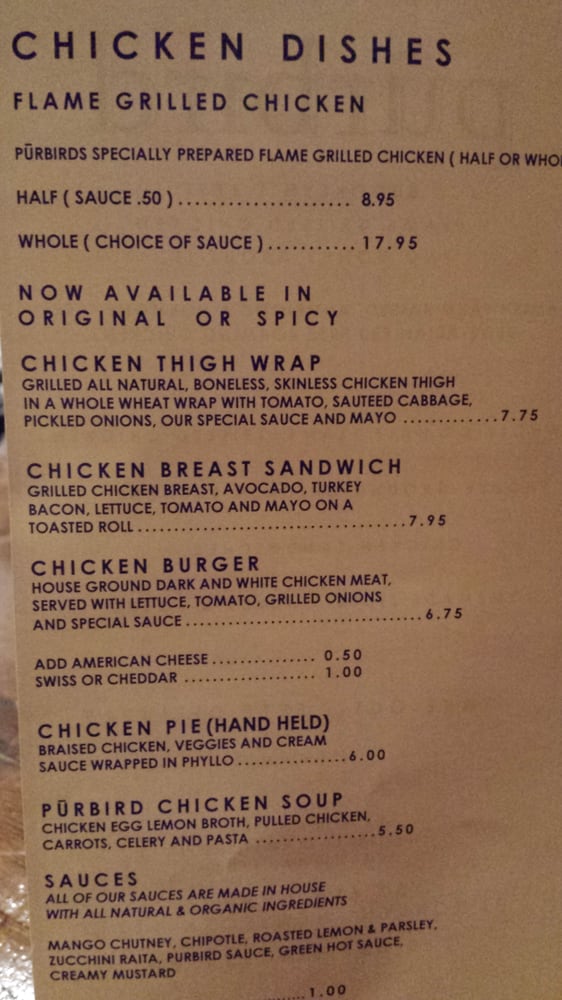 CHICKEN DISHES
FLAME GRILLED CHICKEN
PŪRBIRDS SPECIALLY PREPARED FLAME GRILLED CHICKEN ( HALF OR
HALF ( SAUCE .50 ) .................... 8.95
WHOLE ( CHOICE OF SAUCE ) ........... 17.95
NOW AVAILABLE IN
ORIGINAL OR SPICY
CHICKEN THIGH WRAP
GRILLED ALL NATURAL, BONELESS, SKINLESS CHICKEN THIGH
IN A WHOLE WHEAT WRAP WITH TOMATO, SAUTEED CABBAGE,
PICKLED ONIONS, OUR SPECIAL SAUCE AND MAYO ............7.75
CHICKEN BREAST SANDWICH
GRILLED CHICKEN BREAST, AVOCADO, TURKEY
BACON, LETTUCE, TOMATO AND MAYO ON A
TOASTED ROLL ..................................7.95
CHICKEN BURGER
HOUSE GROUND DARK AND WHITE CHICKEN MEAT,
SERVED WITH LETTUCE, TOMATO, GRILLED ONIONS
AND SPECIAL SAUCE ..............................6.75
ADD AMERICAN CHEESE ............... 0.50
SWISS OR CHEDDAR ................... 1.00
CHICKEN PIE (HAND HELD)
BRAISED CHICKEN, VEGGIES AND CREAM
SAUCE WRAPPED IN PHYLLO ................6.00
PŪRBIRD CHICKEN SOUP
CHICKEN EGG LEMON BROTH, PULLED CHICKEN,
CARROTS, CELERY AND PASTA ..................5.50
SAUCES
ALL OF OUR SAUCES ARE MADE IN HOUSE
WITH ALL NATURAL & ORGANIC INGREDIENTS
MANGO CHUTNEY, CHIPOTLE, ROASTED LEMON & PARSLEY,
ZUCCHINI RAITA, PURBIRD SAUCE, GREEN HOT SAUCE,
CREAMY MUSTARD
.......................1.00